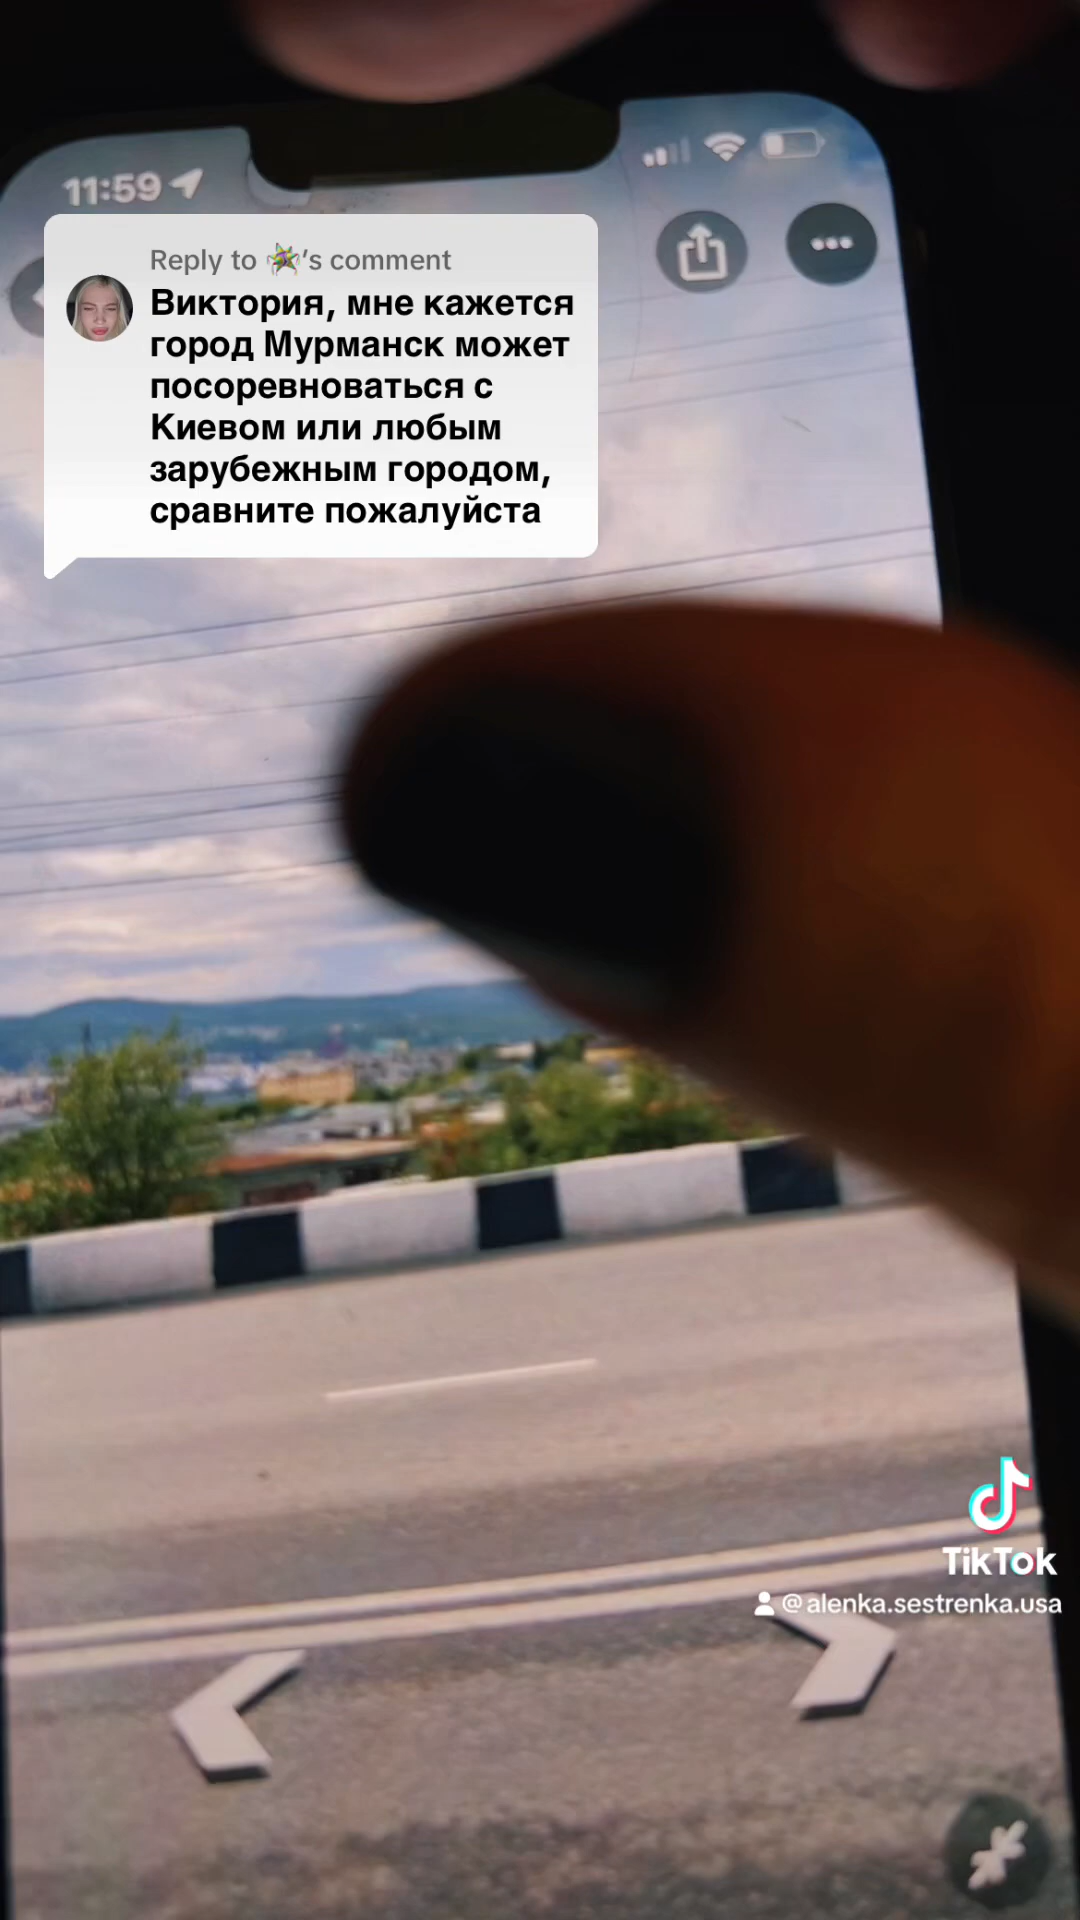 11:59
Reply to 's comment
Виктория, мне кажется
город Мурманск может
посоревноваться с
Киевом или любым
зарубежным городом,
сравните пожалуйста
TikTok
@alenka.sestrenka.usa